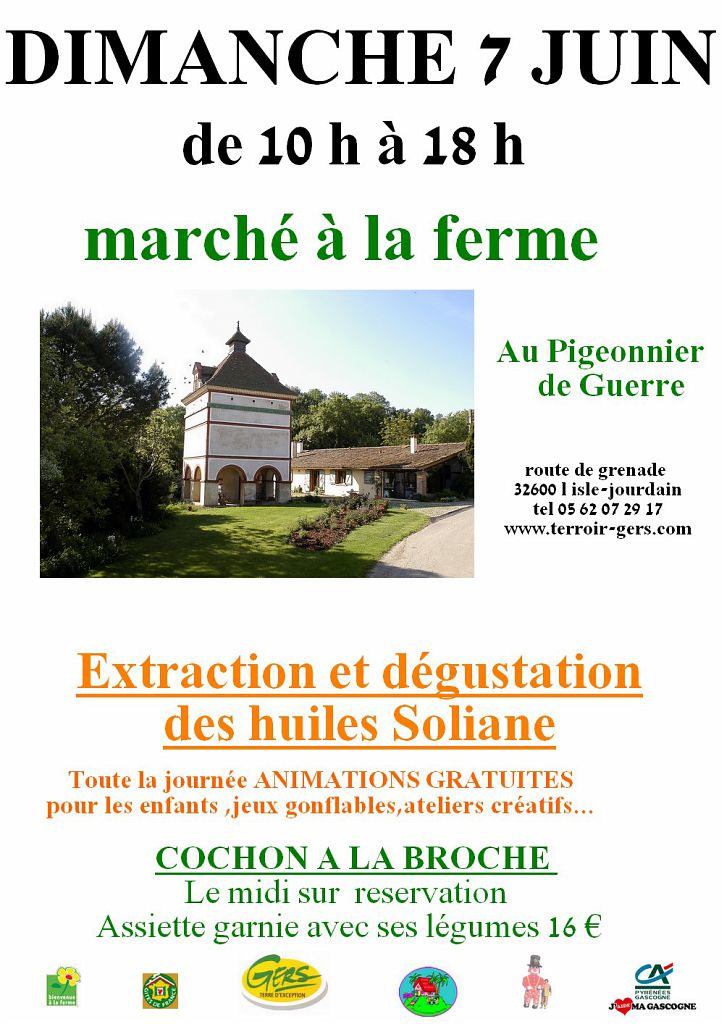 DIMANCHE 7 JUIN
de 10 h à 18 h
marché à la ferme
Au Pigeonnier
de Guerre
route de grenade
32600 l isle-jourdain
tel 05 62 07 29 17
www.terroir-gers.com
Extraction et dégustation
des huiles Soliane
Toute la journée ANIMATIONS GRATUITES
pour les enfants ,jeux gonflables,ateliers créatifs...
COCHON A LA BROCHE
Le midi sur reservation
Assiette garnie avec ses légumes 16 €
bienvenue
à la ferme
GITES DE FRANCE
GERS
TERRE D'EXCEPTION
CA
PYRÉNÉES
GASCOGNE
J'aime MA GASCOGNE